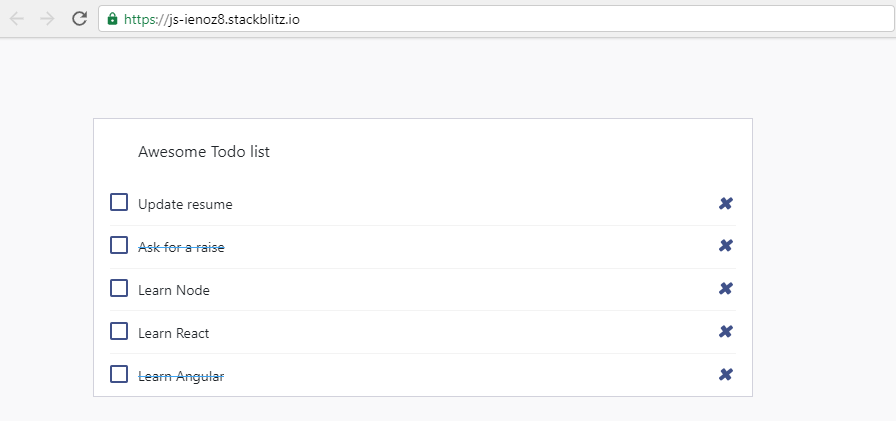 https://js-ienoz8.stackblitz.io
Awesome Todo list
Update resume
Ask for a raise
Learn Node
Learn React
Learn Angular